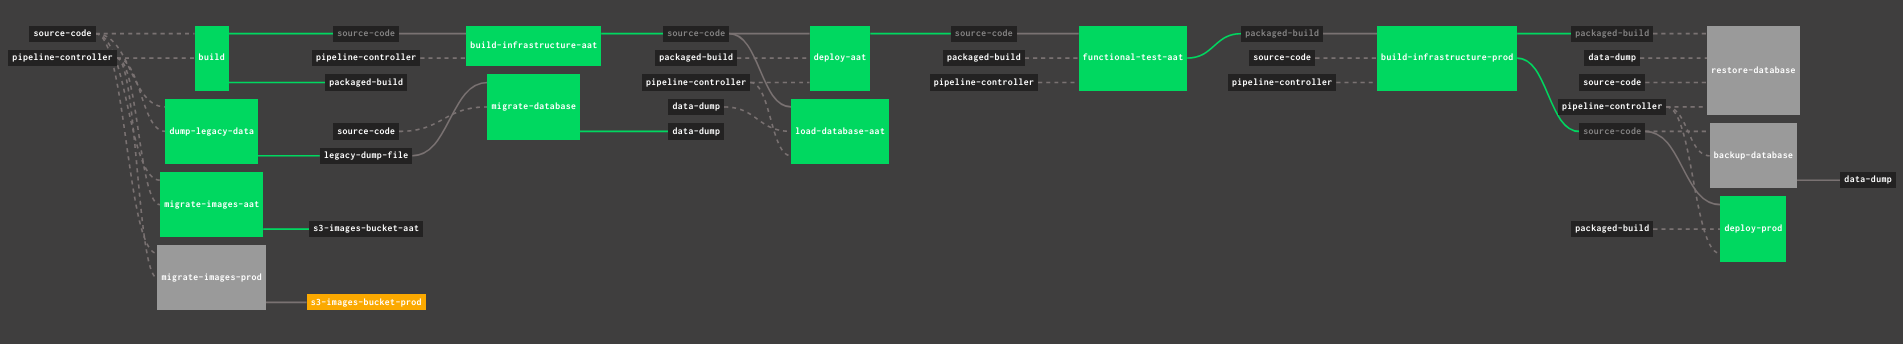 source-code
pipeline-controller
build
dump-legacy-data
migrate-images-aat
migrate-images-prod
source-code
pipeline-controller
packaged-build
source-code
legacy-dump-file
s3-images-bucket-aat
s3-images-bucket-prod
build-infrastructure-aat
migrate-database
source-code
packaged-build
pipeline-controller
data-dump
data-dump
deploy-aat
load-database-aat
source-code
packaged-build
pipeline-controller
functional-test-aat
packaged-build
source-code
pipeline-controller
build-infrastructure-prod
packaged-build
data-dump
source-code
pipeline-controller
source-code
packaged-build
restore-database
backup-database
deploy-prod
data-dump